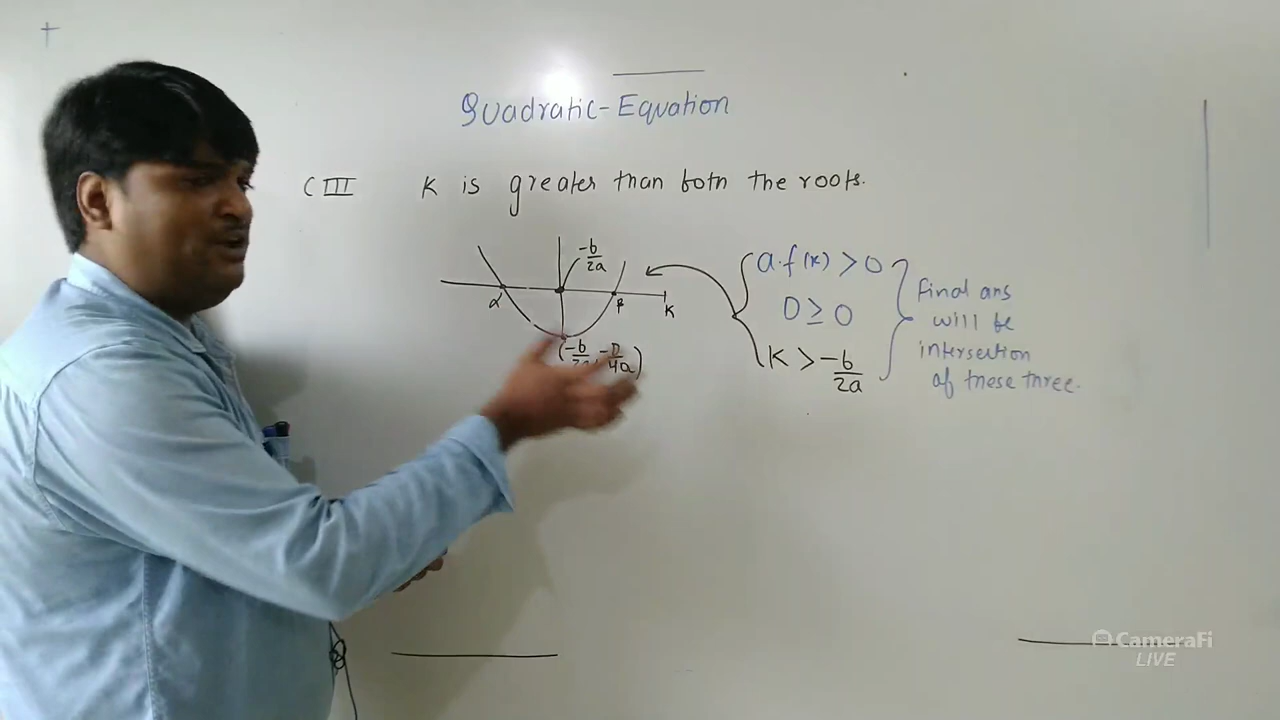 Quadratic-Equation
C III K is greater than both the roots.
-b/2a
α β K
(-b/2a, -D/4a)
a.f(k) > 0
D ≥ 0
K > -b/2a
final ans
will be
intersection
of these three.
CameraFi
LIVE